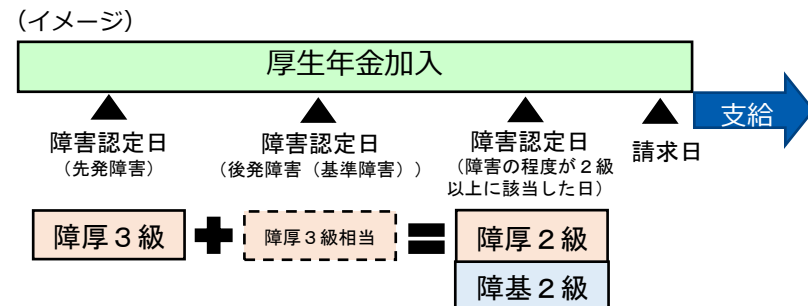 （イメージ）
厚生年金加入
支給
障害認定日
（先発障害）
障害認定日
（後発障害（基準障害））
障害認定日
（障害の程度が２級
以上に該当した日）
請求日
障厚３級
障厚３級相当
障厚２級
障基２級